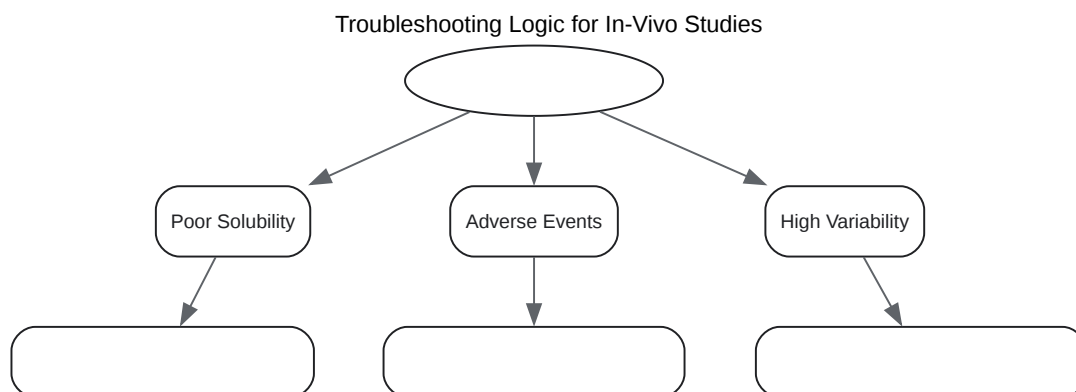 Troubleshooting Logic for In-Vivo Studies
Poor Solubility
Adverse Events
High Variability